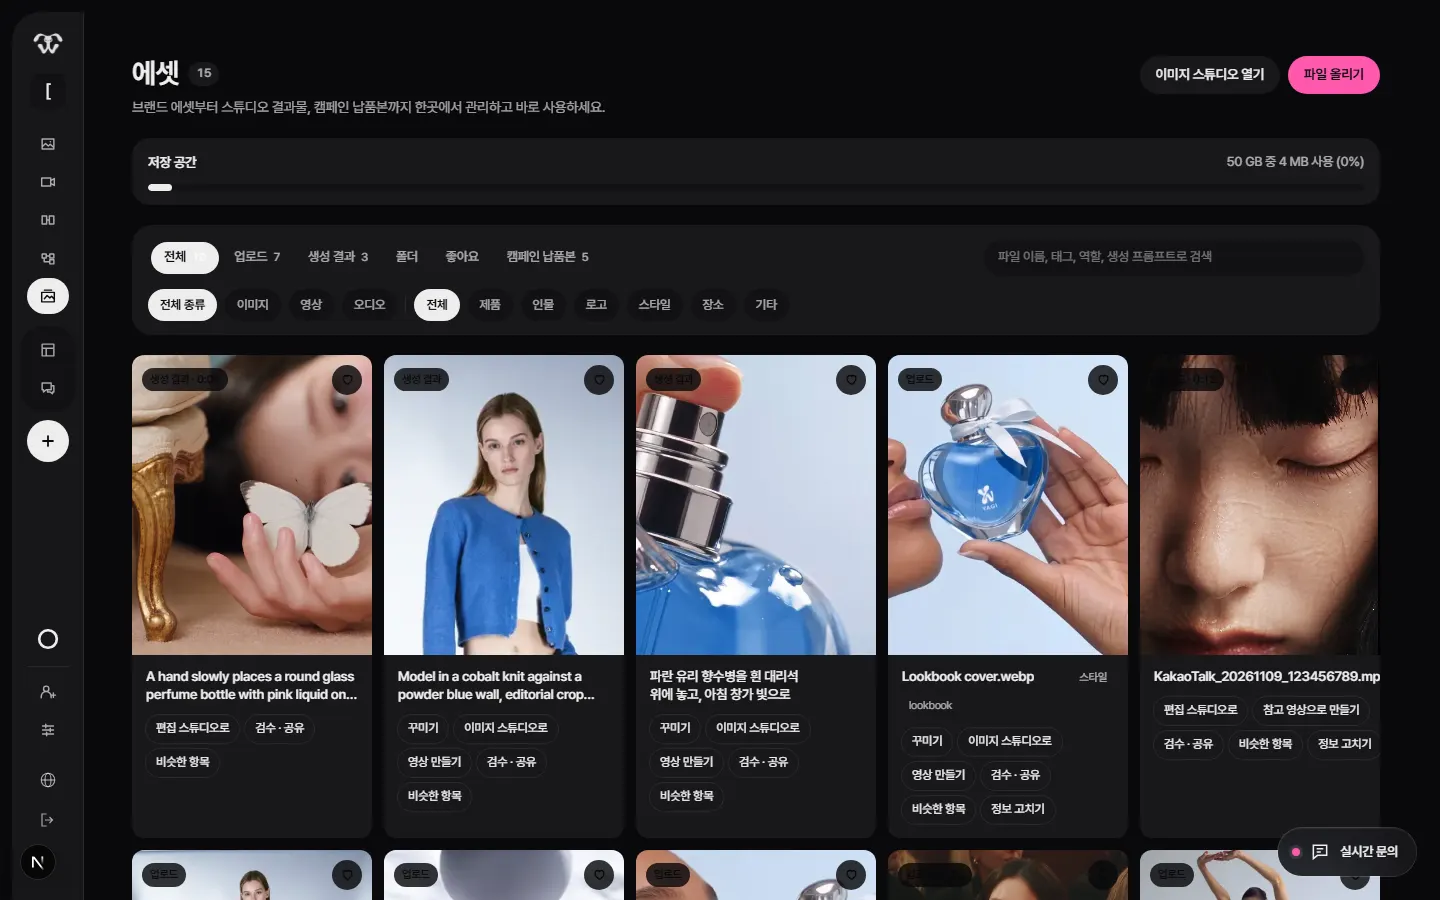 [
에셋 15
이미지 스튜디오 열기
파일 올리기
브랜드 에셋부터 스튜디오 결과물, 캠페인 납품본까지 한곳에서 관리하고 바로 사용하세요.
저장 공간
50 GB 중 4 MB 사용 (0%)
전체
업로드 7
생성 결과 3
폴더
좋아요
캠페인 납품본 5
파일 이름, 태그, 역할, 생성 프롬프트로 검색
전체 종류
이미지
영상
오디오
전체
제품
인물
로고
스타일
장소
기타
생성 결과
생성 결과
생성 결과
업로드
YAGI
A hand slowly places a round glass
perfume bottle with pink liquid on...
편집 스튜디오로
검수 · 공유
비슷한 항목
Model in a cobalt knit against a
powder blue wall, editorial crop...
꾸미기
이미지 스튜디오로
영상 만들기
검수 · 공유
비슷한 항목
파란 유리 향수병을 흰 대리석
위에 놓고, 아침 창가 빛으로
꾸미기
이미지 스튜디오로
영상 만들기
검수 · 공유
비슷한 항목
Lookbook cover.webp
스타일
lookbook
꾸미기
이미지 스튜디오로
영상 만들기
검수 · 공유
비슷한 항목
정보 고치기
KakaoTalk_20261109_123456789.mp
편집 스튜디오로
참고 영상으로 만들기
검수 · 공유
비슷한 항목
정보 고치기
업로드
업로드
업로드
업로드
실시간 문의
N